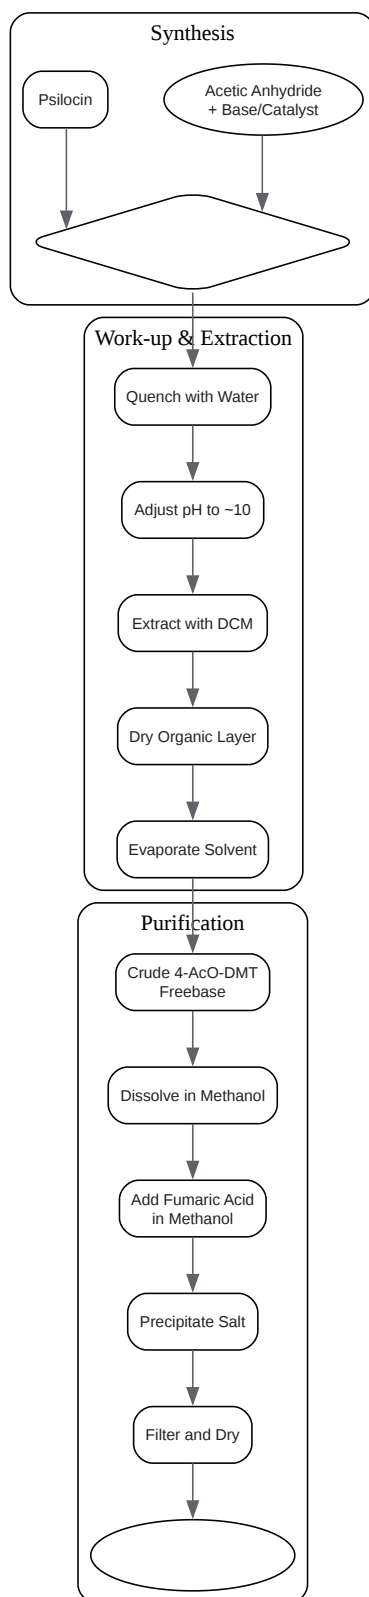 Synthesis
Psilocin
Acetic Anhydride
+ Base/Catalyst
Work-up & Extraction
Quench with Water
Adjust pH to ~10
Extract with DCM
Dry Organic Layer
Evaporate Solvent
Purification
Crude 4-AcO-DMT
Freebase
Dissolve in Methanol
Add Fumaric Acid
in Methanol
Precipitate Salt
Filter and Dry